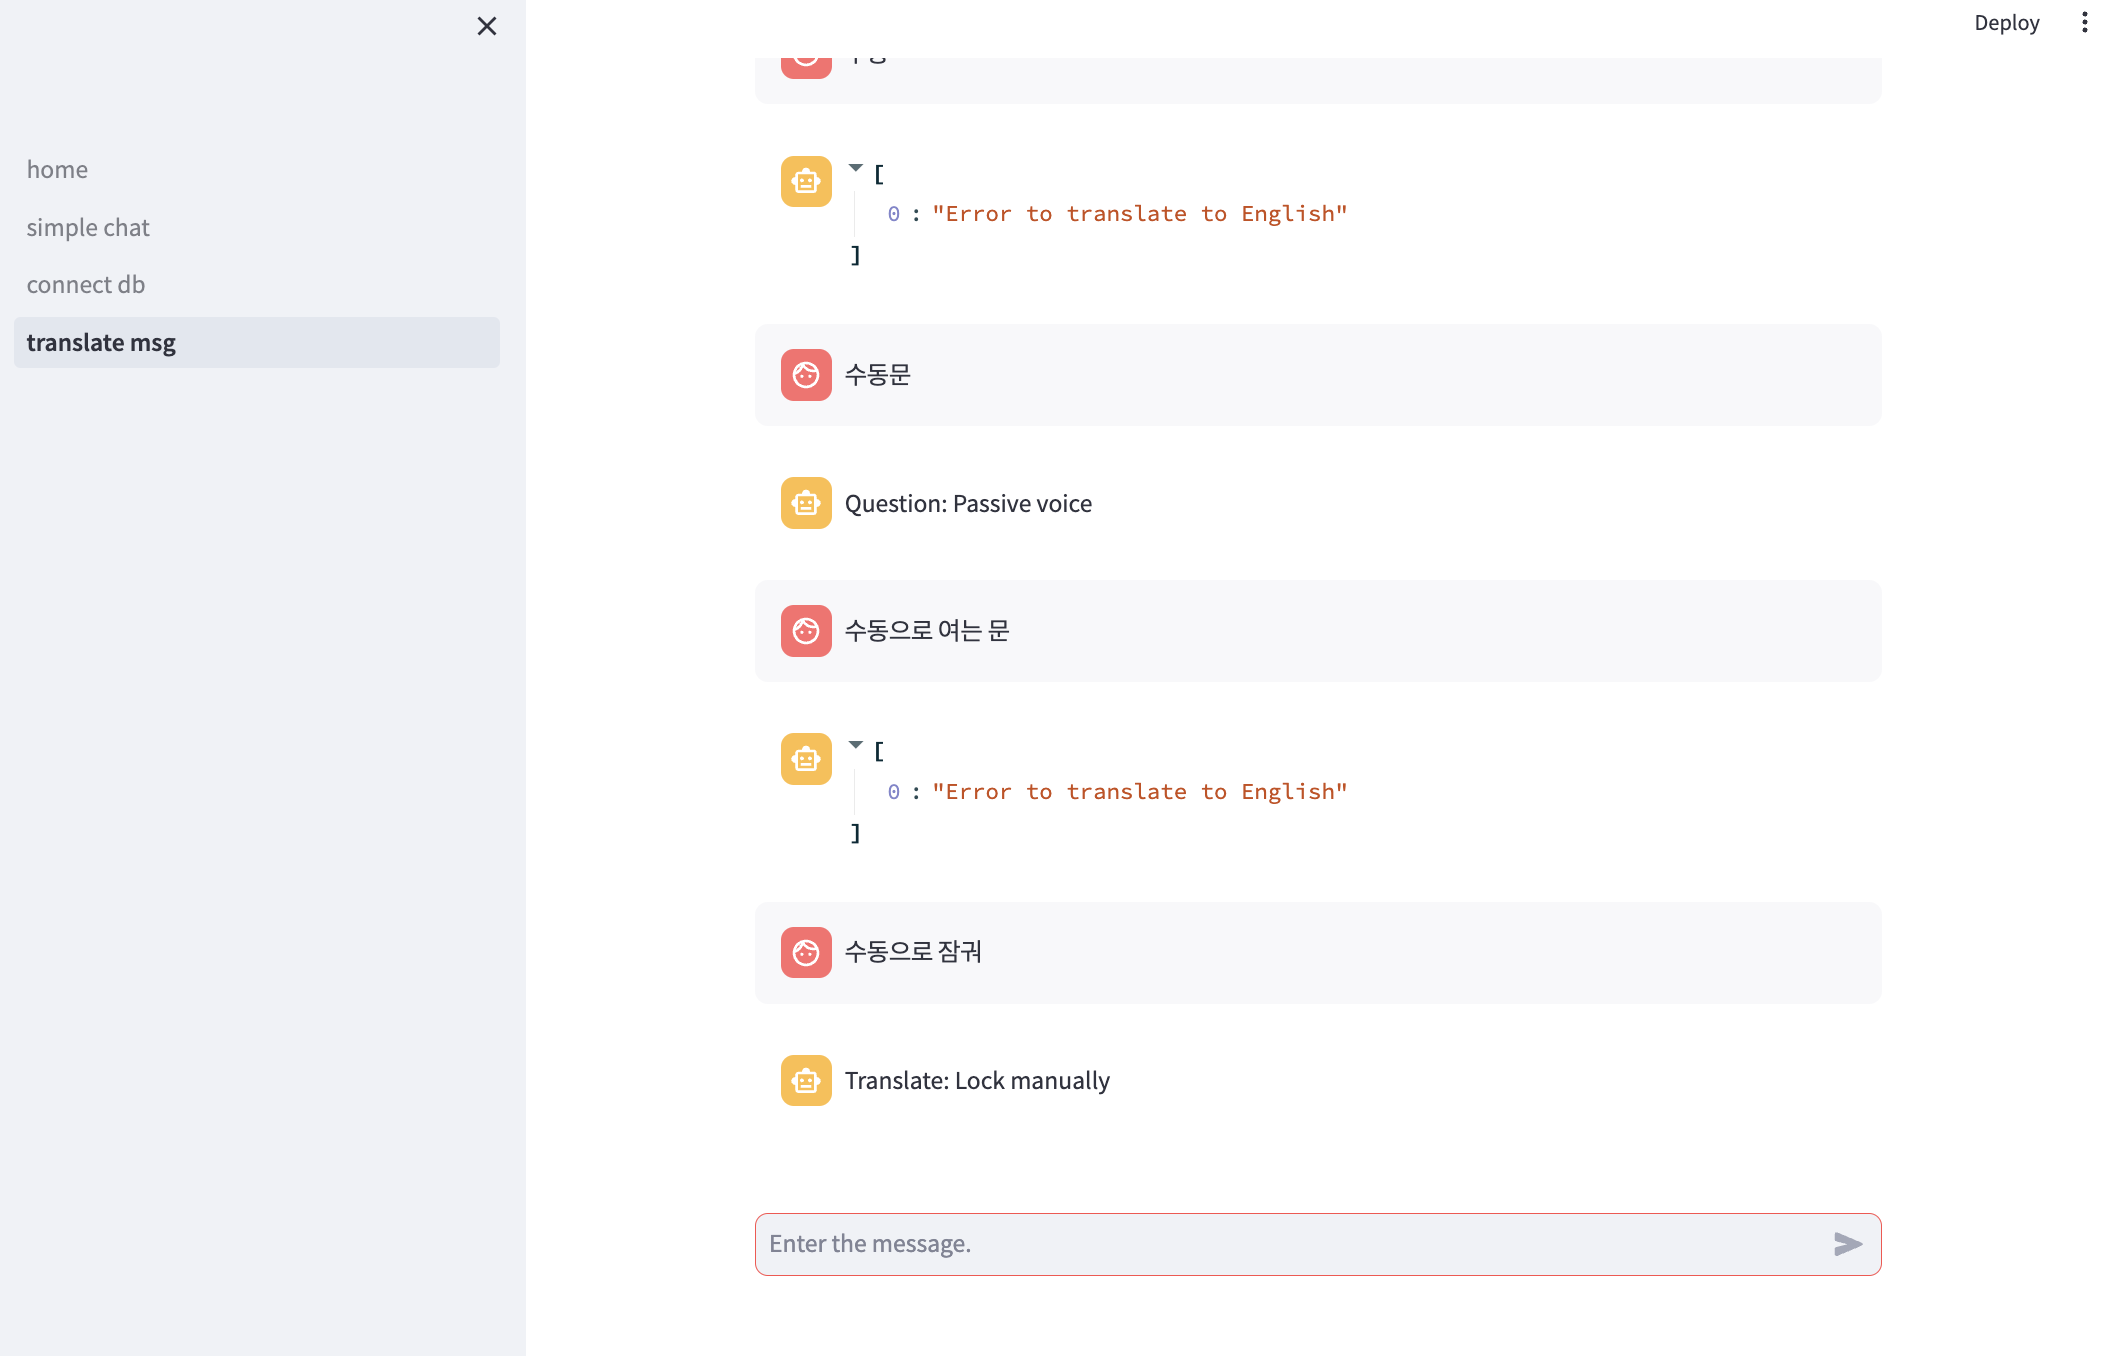 Deploy
home
simple chat
connect db
translate msg
[
0 : "Error to translate to English"
]
수동문
Question: Passive voice
수동으로 여는 문
[
0 : "Error to translate to English"
]
수동으로 잠궈
Translate: Lock manually
Enter the message.